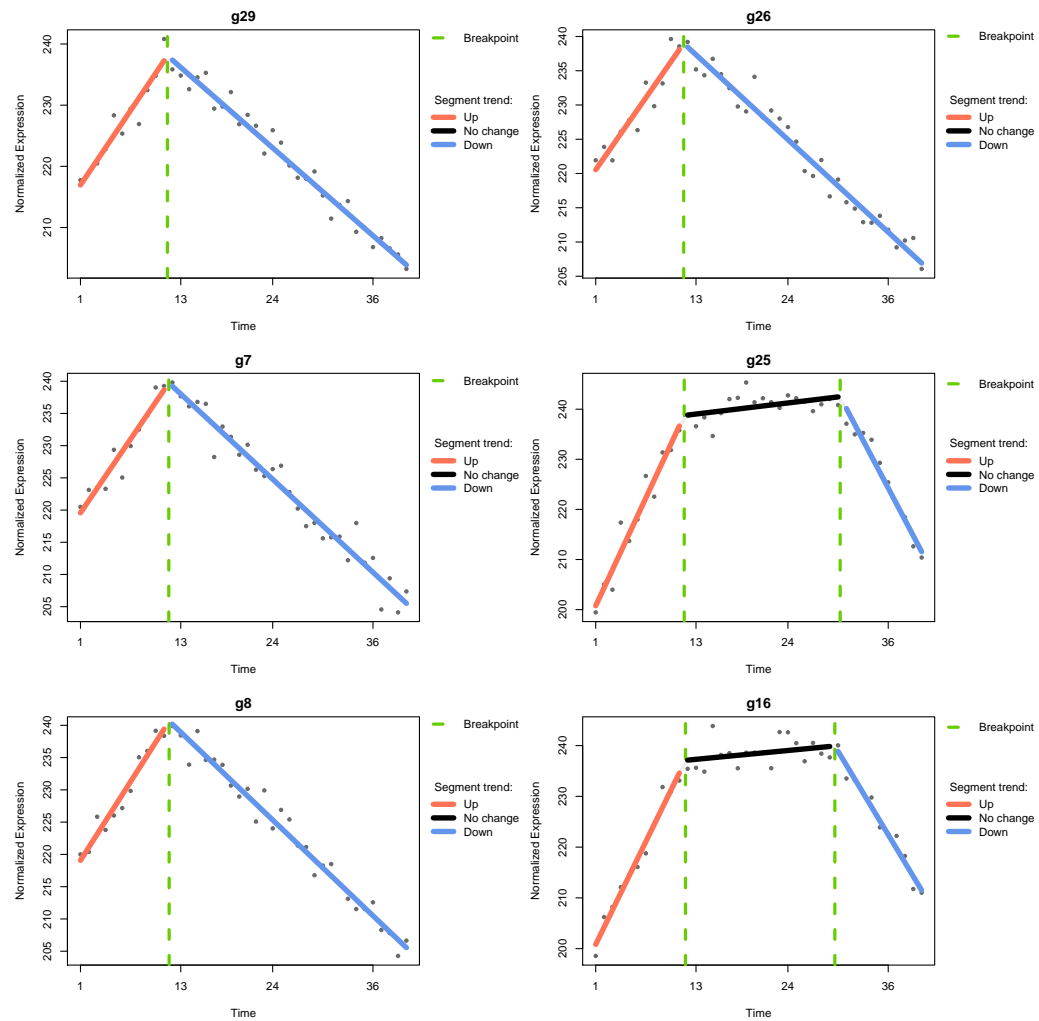 g29
Breakpoint
Segment trend:
Up
No change
Down
Normalized Expression
240
230
220
210
1
13
24
36
Time
g26
Breakpoint
Segment trend:
Up
No change
Down
Normalized Expression
240
235
230
225
220
215
210
205
1
13
24
36
Time
g7
Breakpoint
Segment trend:
Up
No change
Down
Normalized Expression
240
235
230
225
220
215
210
205
1
13
24
36
Time
g25
Breakpoint
Segment trend:
Up
No change
Down
Normalized Expression
240
230
220
210
200
1
13
24
36
Time
g8
Breakpoint
Segment trend:
Up
No change
Down
Normalized Expression
240
235
230
225
220
215
210
205
1
13
24
36
Time
g16
Breakpoint
Segment trend:
Up
No change
Down
Normalized Expression
240
230
220
210
200
1
13
24
36
Time